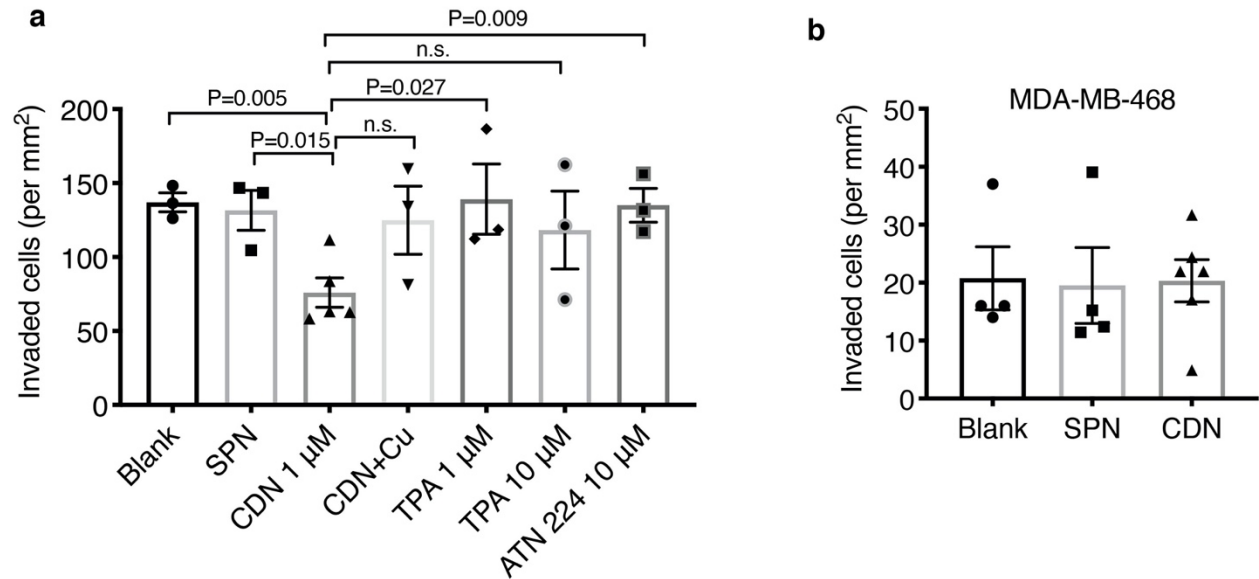 a
P=0.009
n.s.
P=0.027
P=0.005
n.s.
P=0.015
Invaded cells (per mm²)
200
150
100
50
0
Blank
SPN
CDN 1 µM
CDN+Cu
TPA 1 µM
TPA 10 µM
ATN 224 10 µM
b
MDA-MB-468
Invaded cells (per mm²)
50
40
30
20
10
0
Blank
SPN
CDN